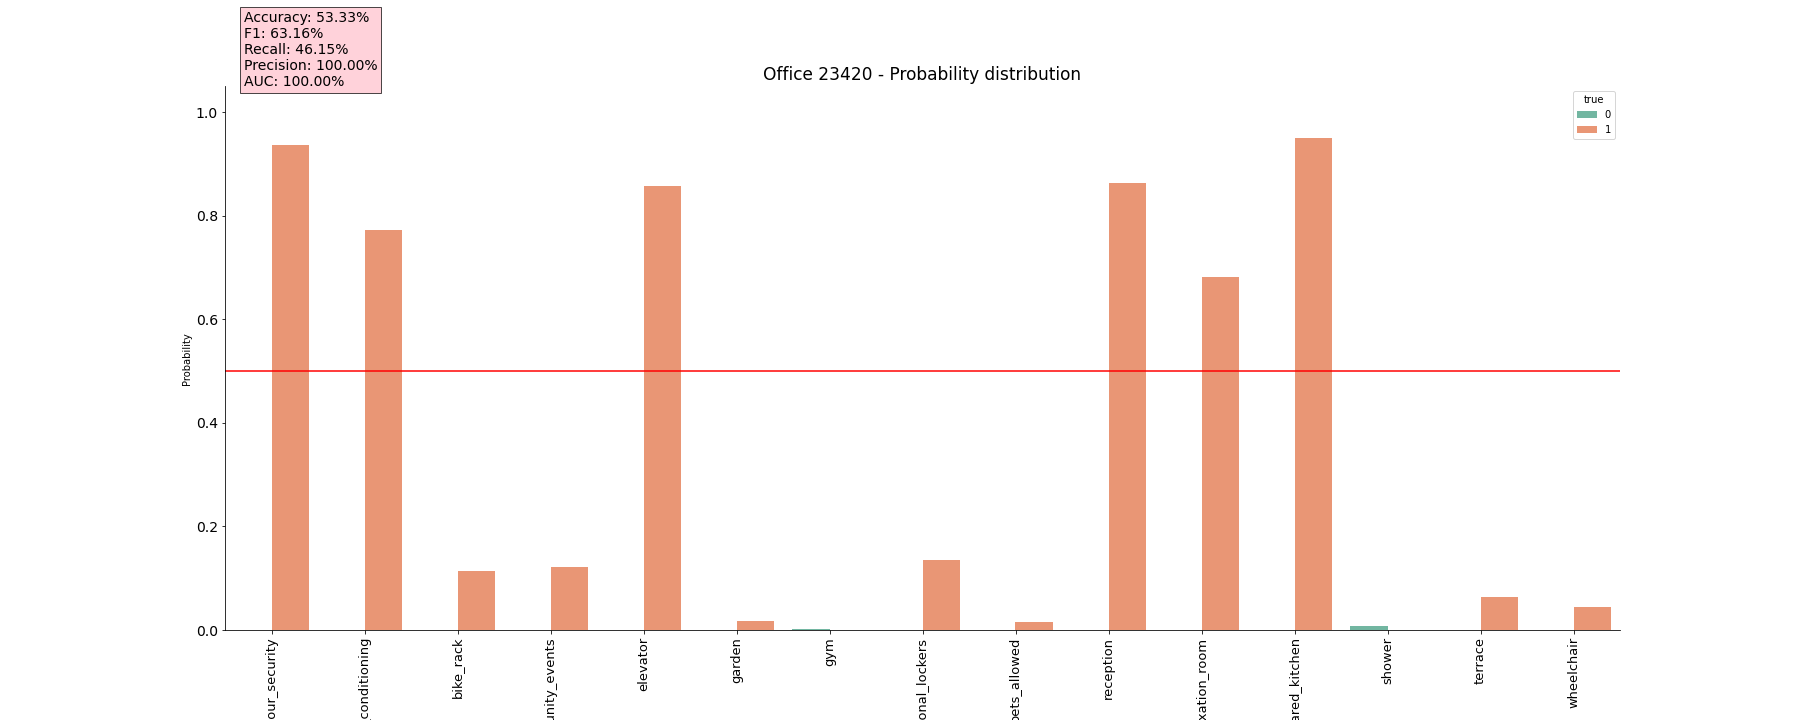 Accuracy: 53.33%
F1: 63.16%
Recall: 46.15%
Precision: 100.00%
AUC: 100.00%
Office 23420 - Probability distribution
true
0
1
1.0
0.8
0.6
0.4
0.2
0.0
Probability
our_security
conditioning
bike_rack
unity_events
elevator
garden
gym
onal_lockers
pets_allowed
reception
xation_room
ared_kitchen
shower
terrace
wheelchair